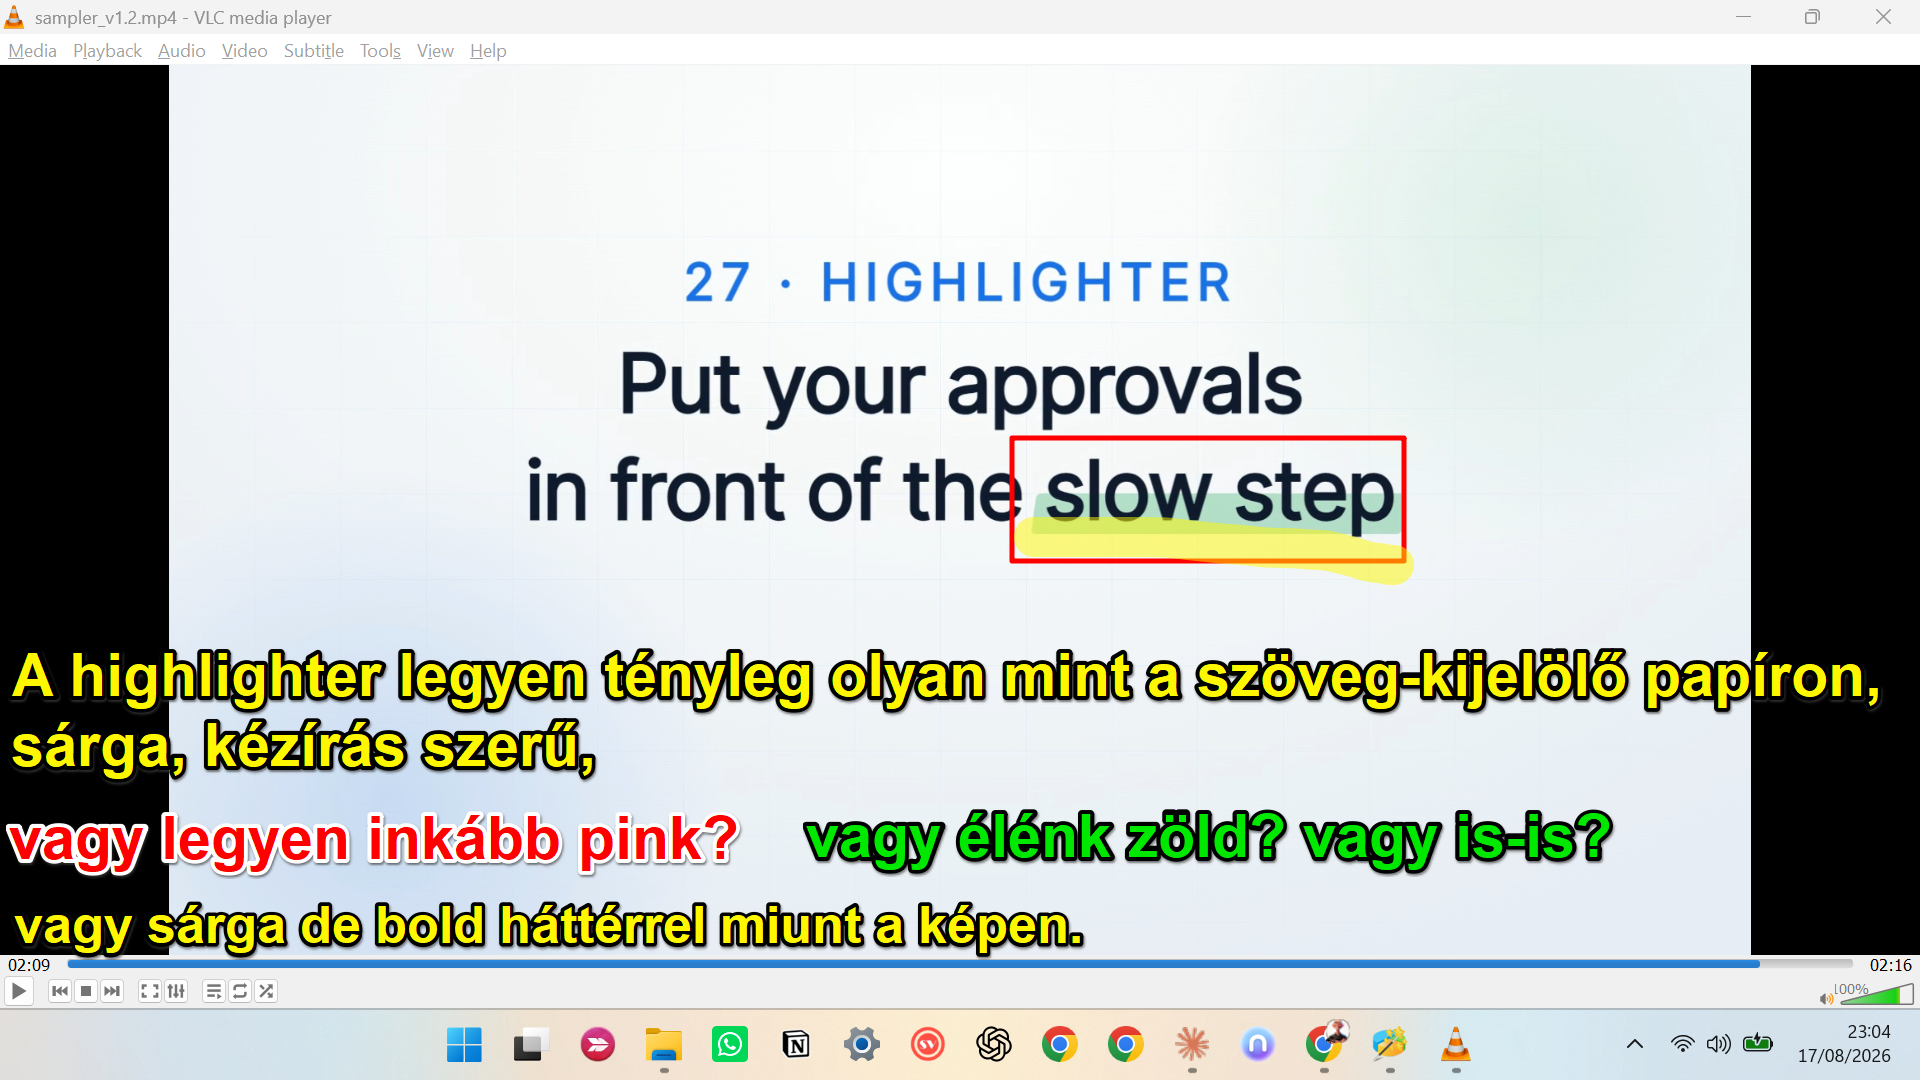 sampler_v1.2.mp4 - VLC media player
Media Playback Audio Video Subtitle Tools View Help
27 · HIGHLIGHTER
Put your approvals
in front of the slow step
A highlighter legyen tényleg olyan mint a szöveg-kijelölő papíron,
sárga, kézírás szerű,
vagy legyen inkább pink? vagy élénk zöld? vagy is-is?
vagy sárga de bold háttérrel miunt a képen.
02:09 02:16
100%
23:04
17/08/2026